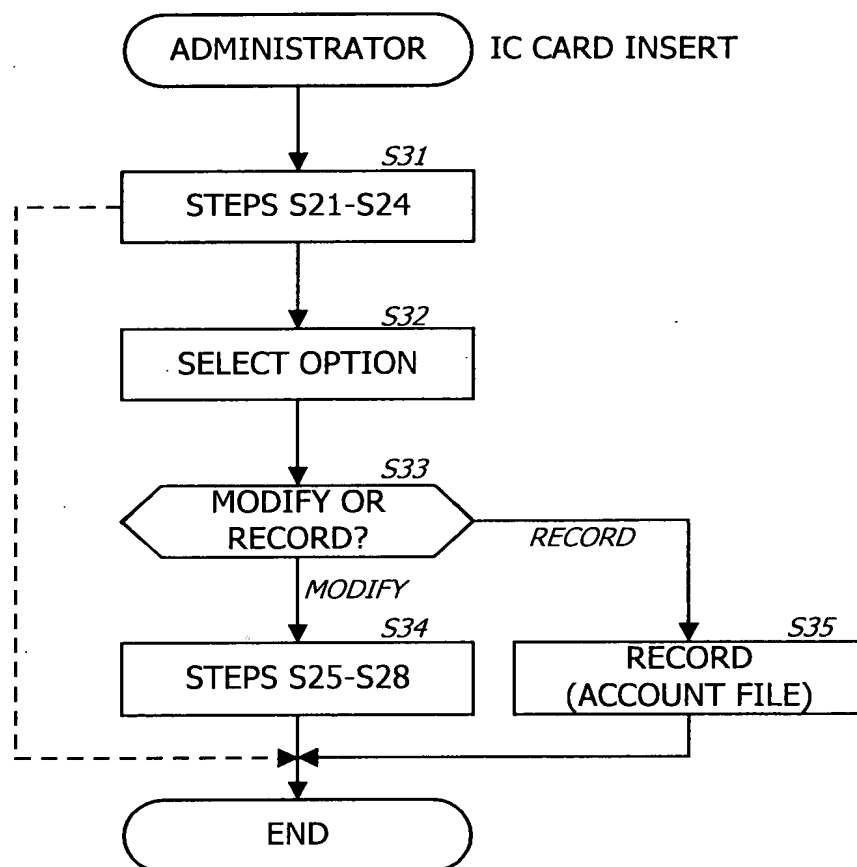 ADMINISTRATOR
IC CARD INSERT
S31
STEPS S21-S24
S32
SELECT OPTION
S33
MODIFY OR
RECORD?
RECORD
MODIFY
S34
STEPS S25-S28
S35
RECORD
(ACCOUNT FILE)
END